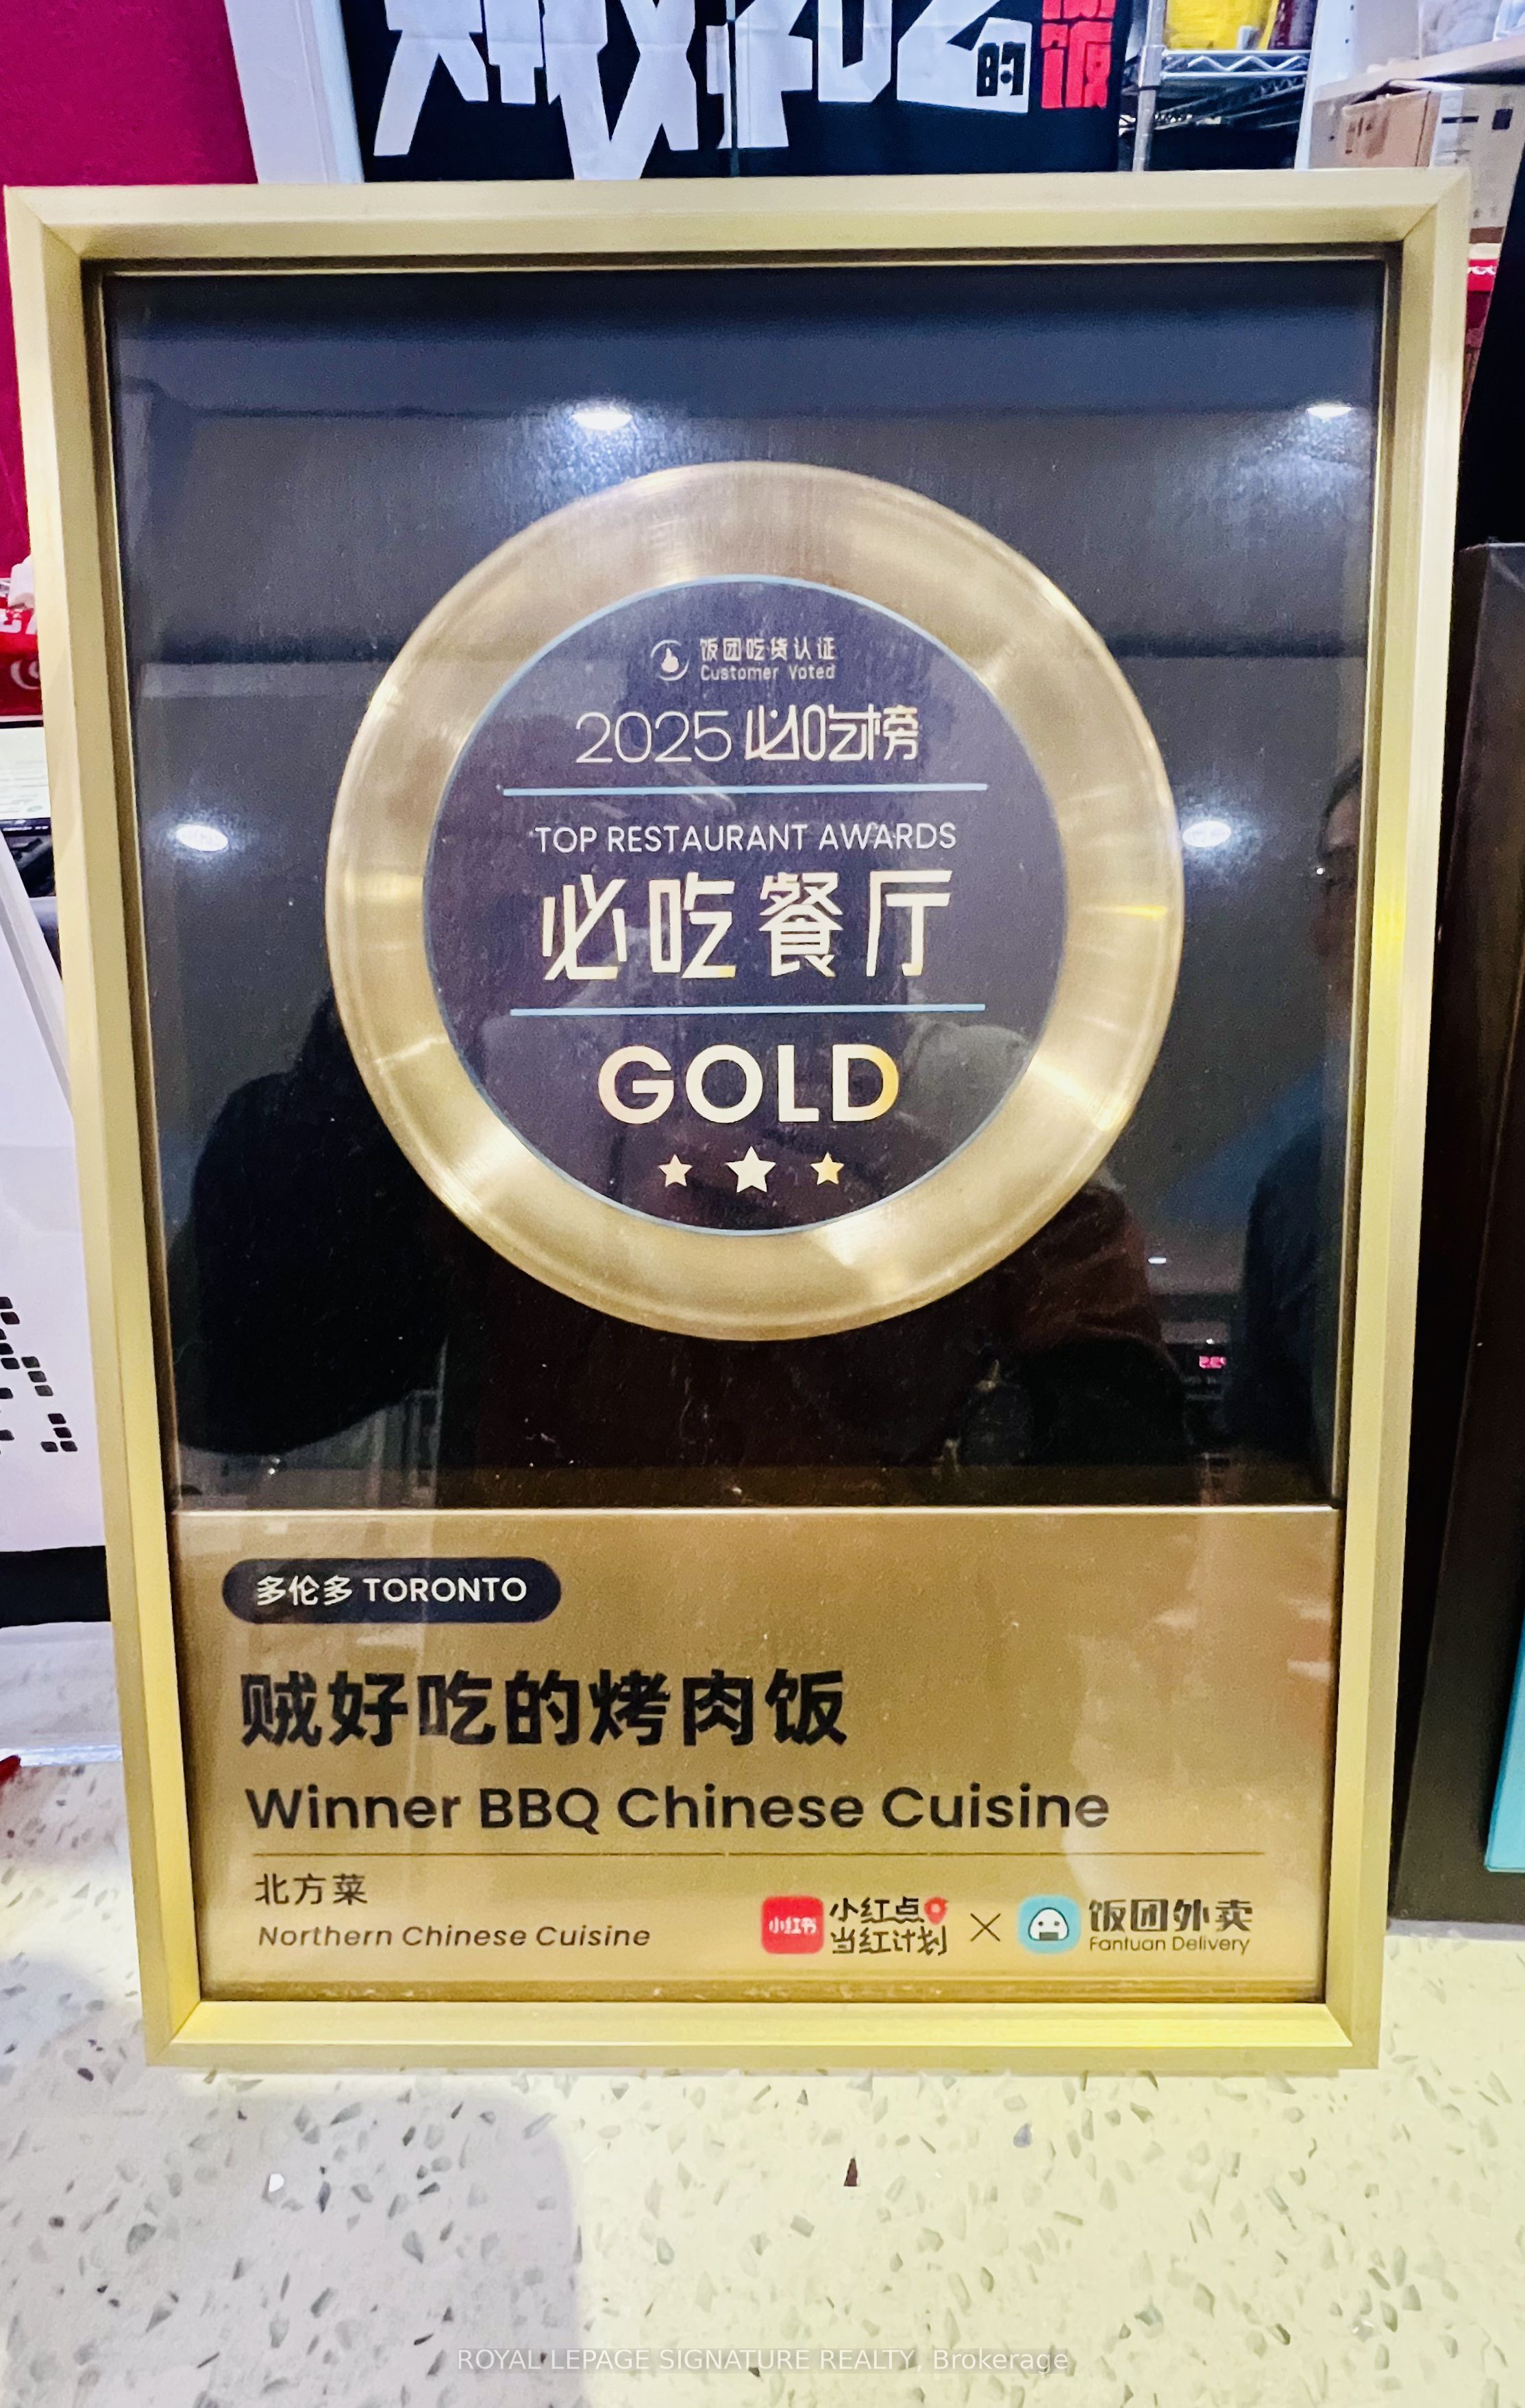 好吃的
饭团吃货认证
Customer Voted
2025 必吃榜
TOP RESTAURANT AWARDS
必吃餐厅
GOLD
多伦多 TORONTO
贼好吃的烤肉饭
Winner BBQ Chinese Cuisine
北方菜
Northern Chinese Cuisine
小红书
小红点
当红计划
×
饭团外卖
Fantuan Delivery
ROYAL LEPAGE SIGNATURE REALTY, Brokerage